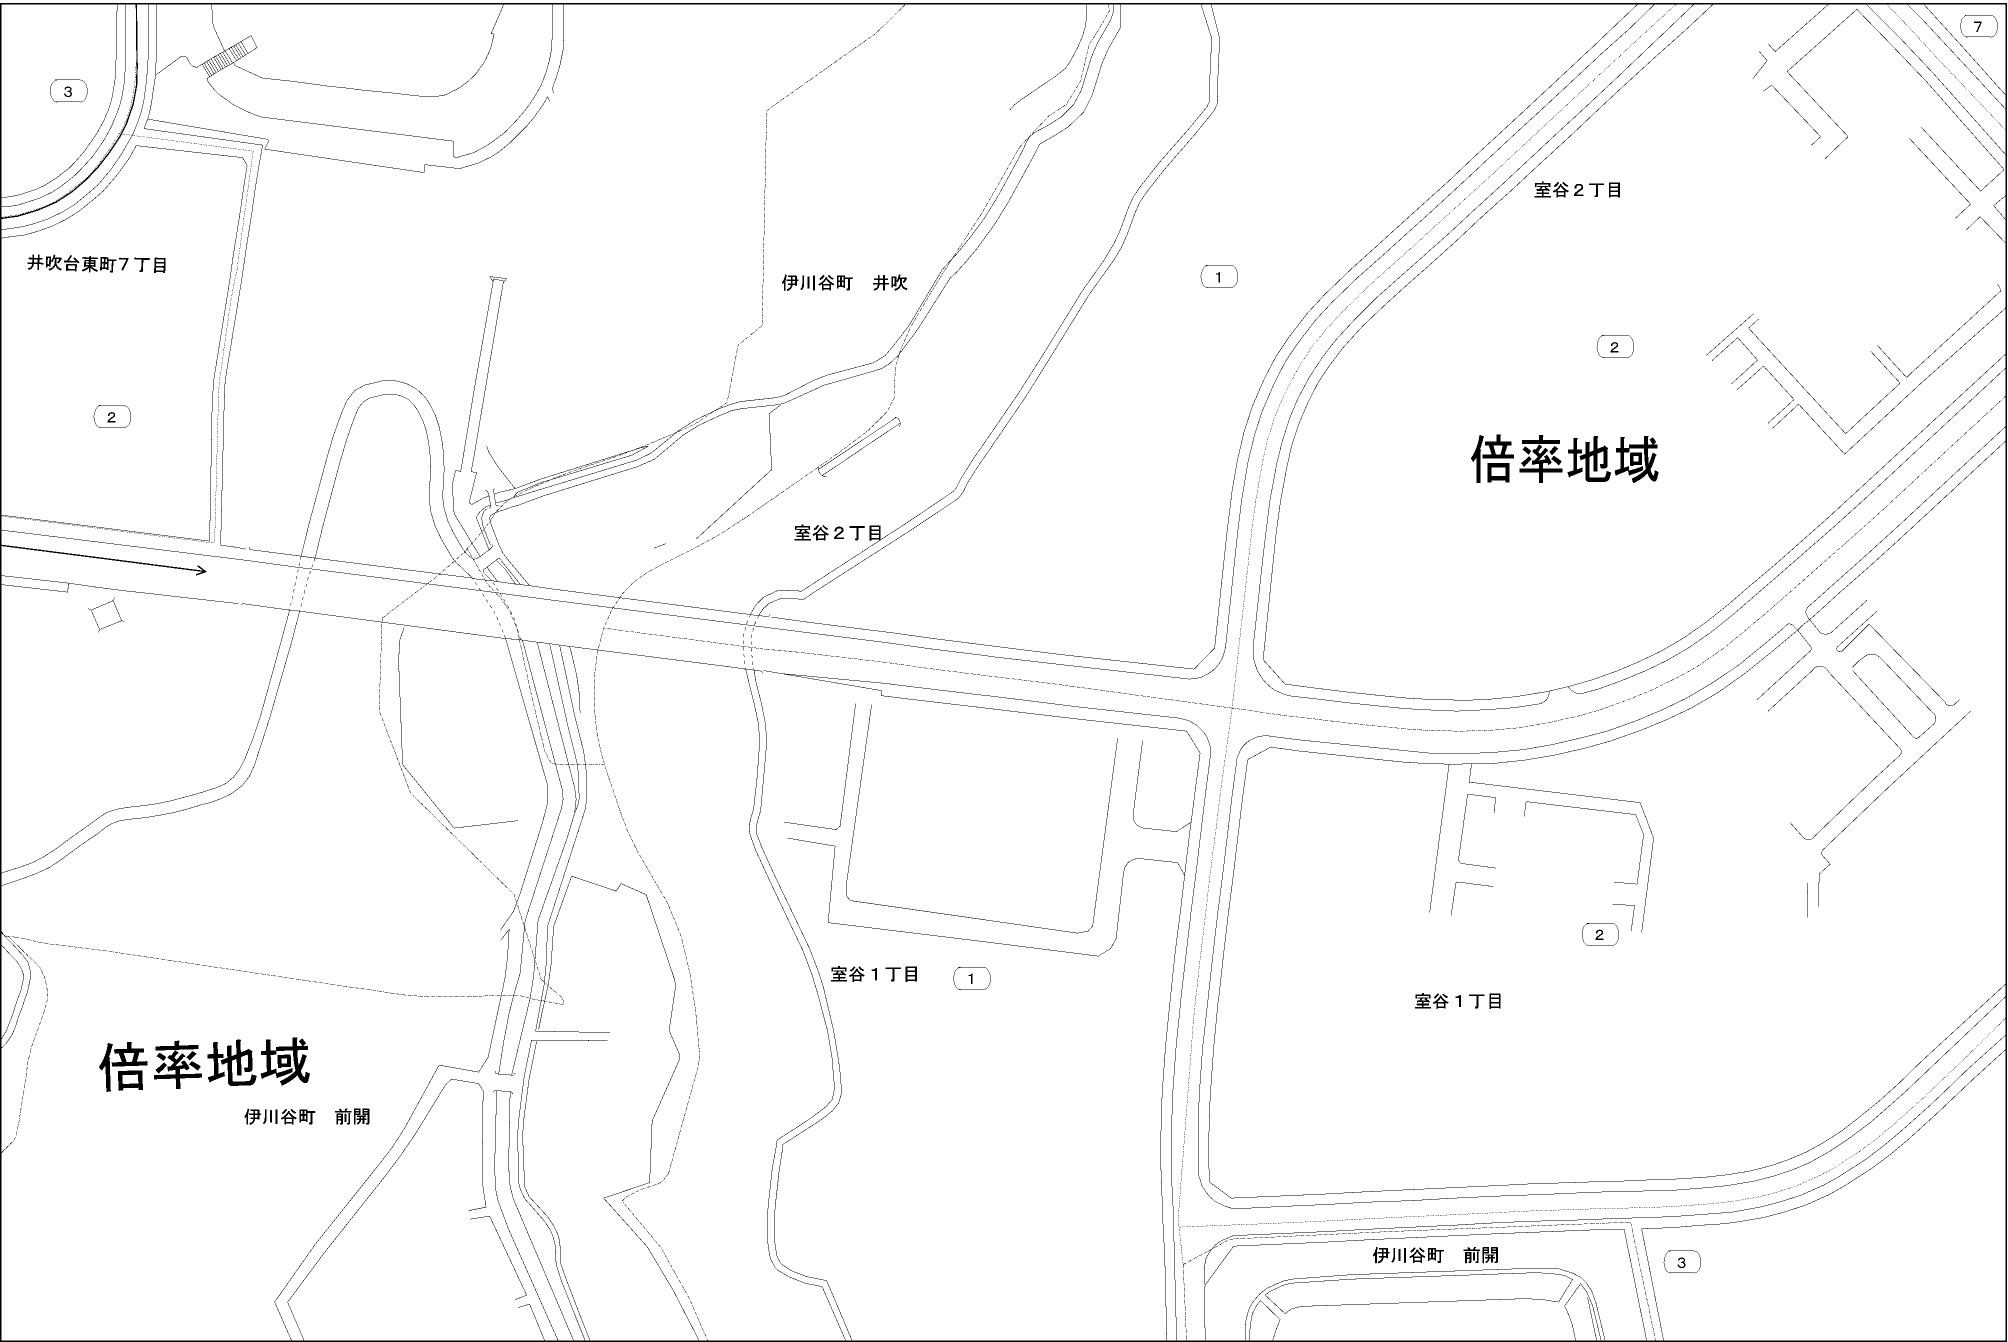 7
3
室谷２丁目
井吹台東町７丁目
1
伊川谷町　井吹
2
2
倍率地域
室谷２丁目
2
室谷１丁目
1
室谷１丁目
倍率地域
伊川谷町　前開
伊川谷町　前開
3